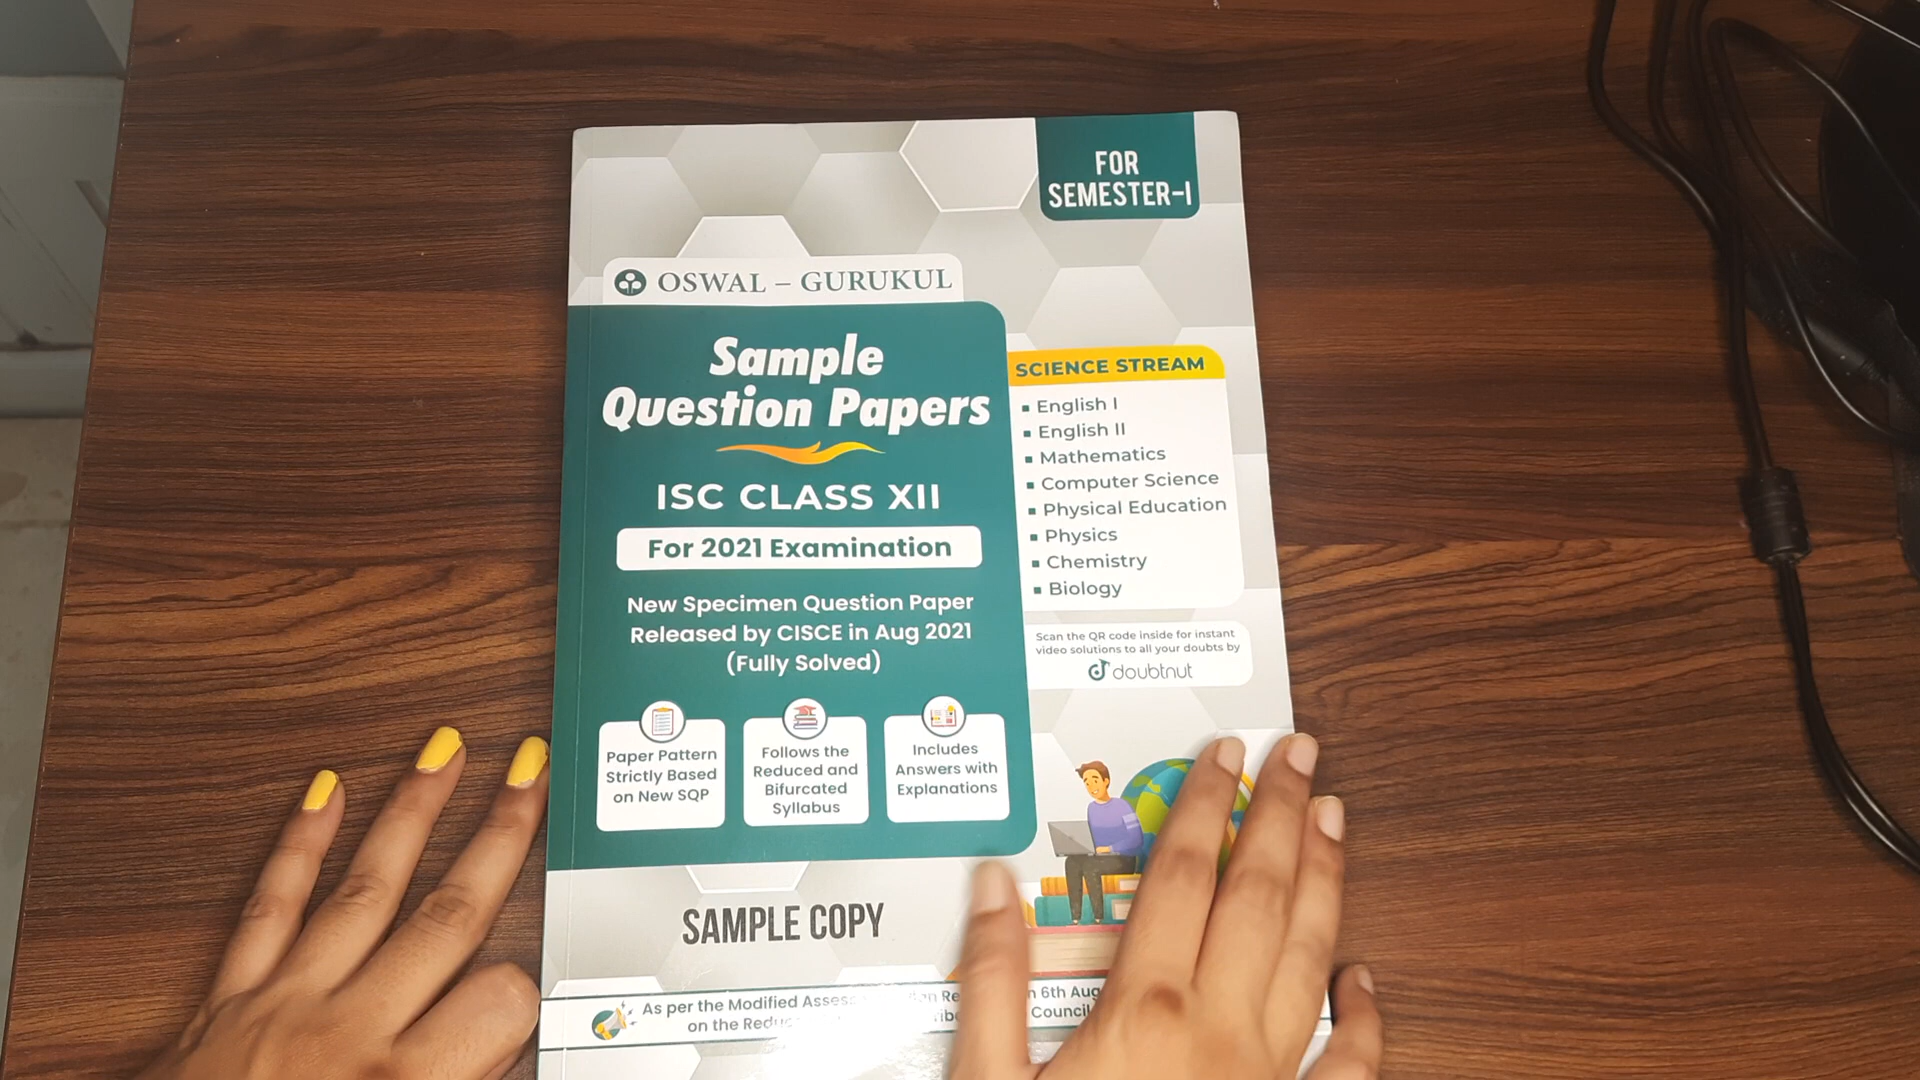 FOR
SEMESTER-I
OSWAL – GURUKUL
Sample
Question Papers
ISC CLASS XII
For 2021 Examination
New Specimen Question Paper
Released by CISCE in Aug 2021
(Fully Solved)
Paper Pattern
Strictly Based
on New SQP
Follows the
Reduced and
Bifurcated
Syllabus
Includes
Answers with
Explanations
SCIENCE STREAM
▪ English I
▪ English II
▪ Mathematics
▪ Computer Science
▪ Physical Education
▪ Physics
▪ Chemistry
▪ Biology
Scan the QR code inside for instant
video solutions to all your doubts by
doubtnut
SAMPLE COPY
As per the Modified 6th Aug
on the Council